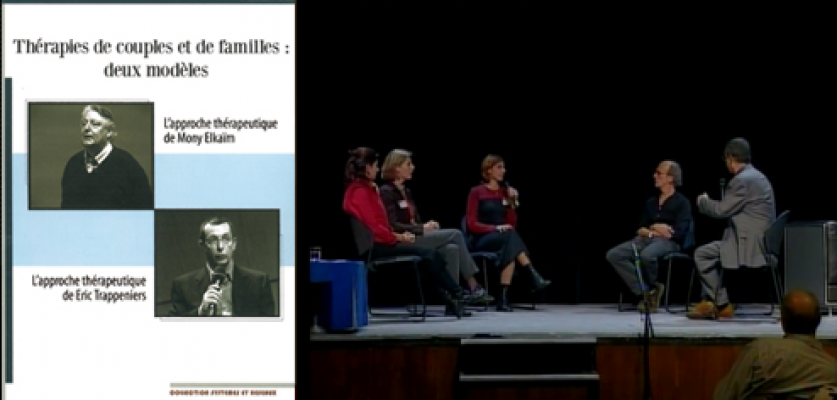 Thérapies de couples et de familles :
deux modèles
L'approche thérapeutique
de Mony Elkaïm
L'approche thérapeutique
de Eric Trappeniers